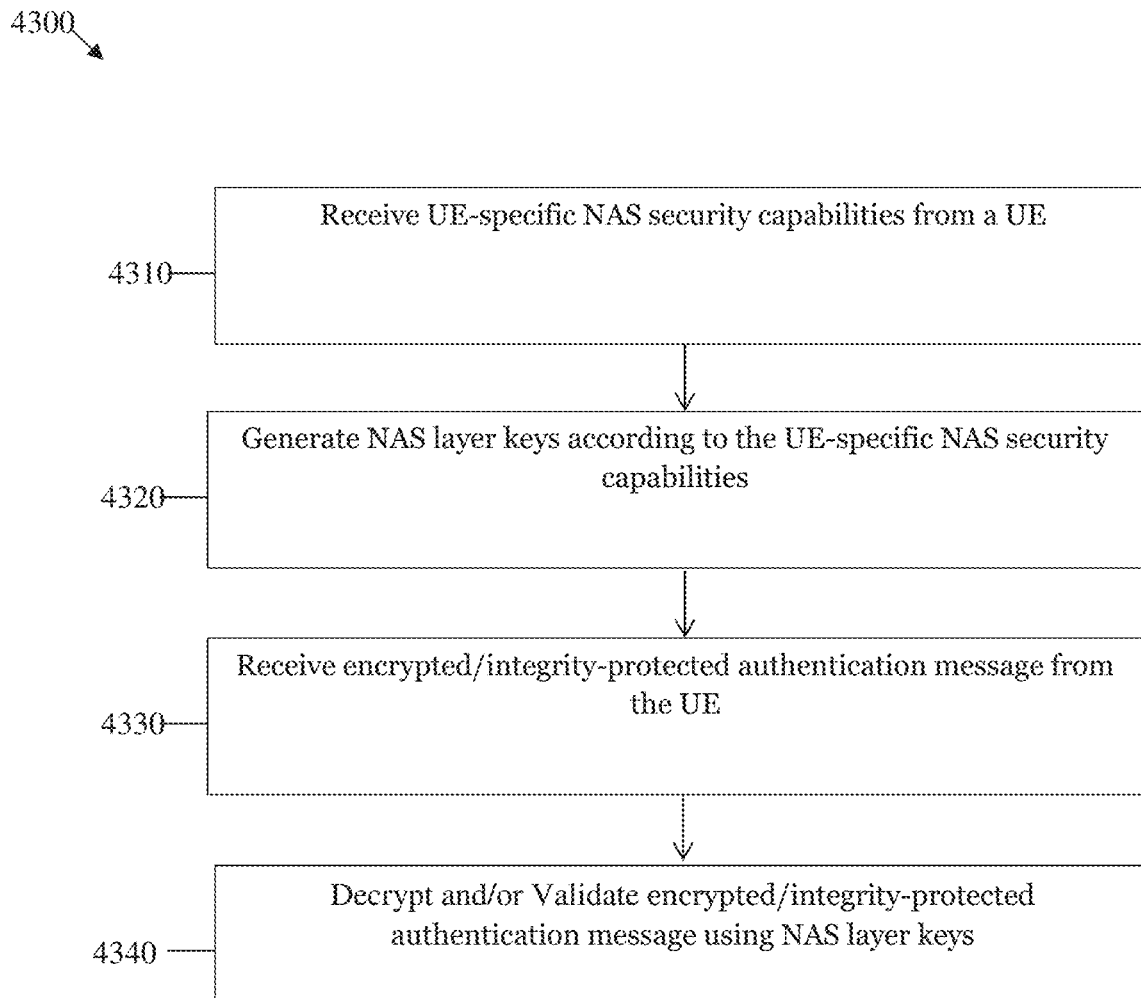 4300
Receive UE-specific NAS security capabilities from a UE
4310
Generate NAS layer keys according to the UE-specific NAS security
capabilities
4320
Receive encrypted/integrity-protected authentication message from
the UE
4330
Decrypt and/or Validate encrypted/integrity-protected
authentication message using NAS layer keys
4340